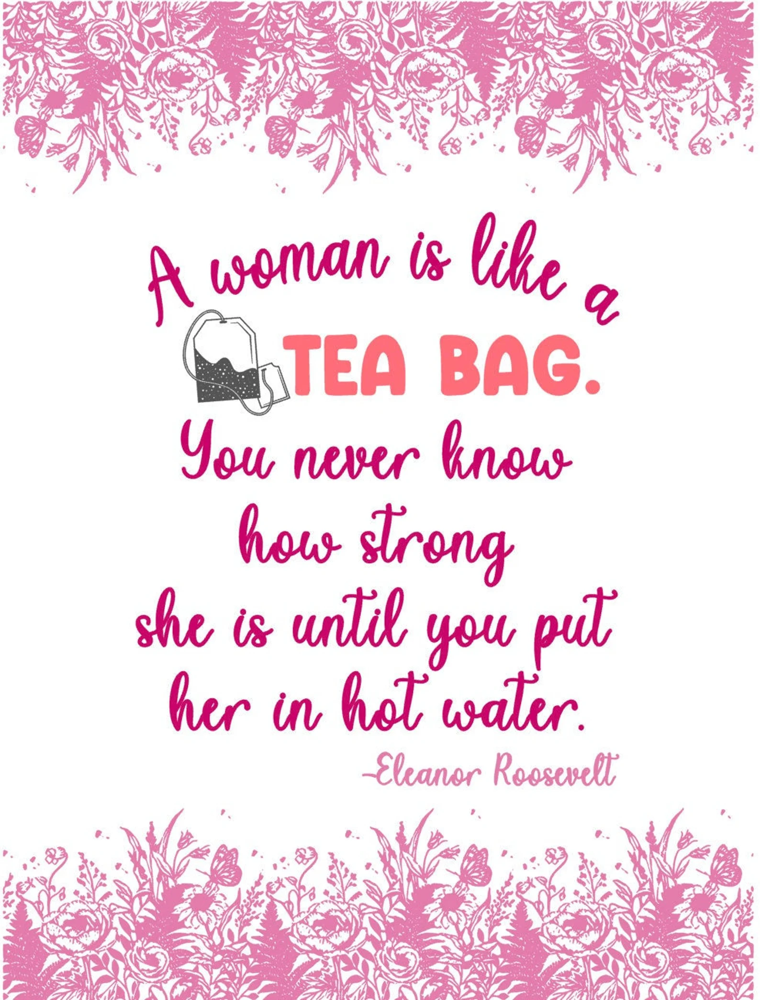 A woman is like a
TEA BAG.
You never know
how strong
she is until you put
her in hot water.
-Eleanor Roosevelt